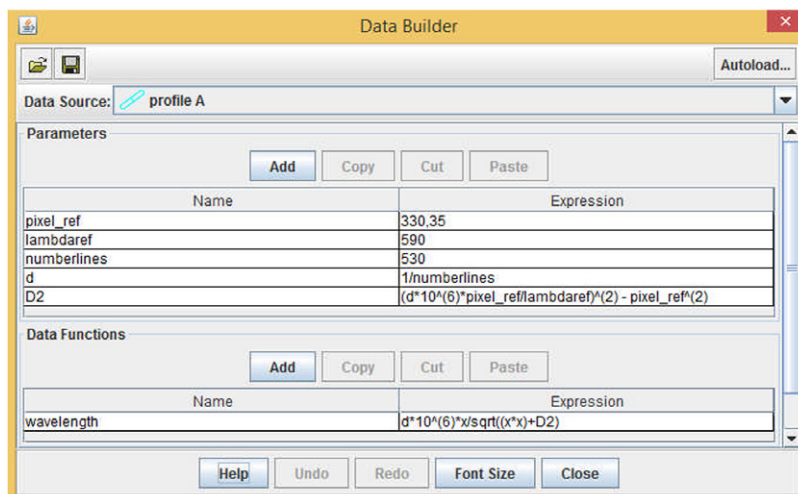 Data Builder
Autoload...
Data Source: profile A
Parameters
Add Copy Cut Paste
Name Expression
pixel_ref 330,35
lambdaref 590
numberlines 530
d 1/numberlines
D2 (d*10^(6)*pixel_ref/lambdaref)^(2) - pixel_ref^(2)
Data Functions
Add Copy Cut Paste
Name Expression
wavelength d*10^(6)*x/sqrt((x*x)+D2)
Help Undo Redo Font Size Close